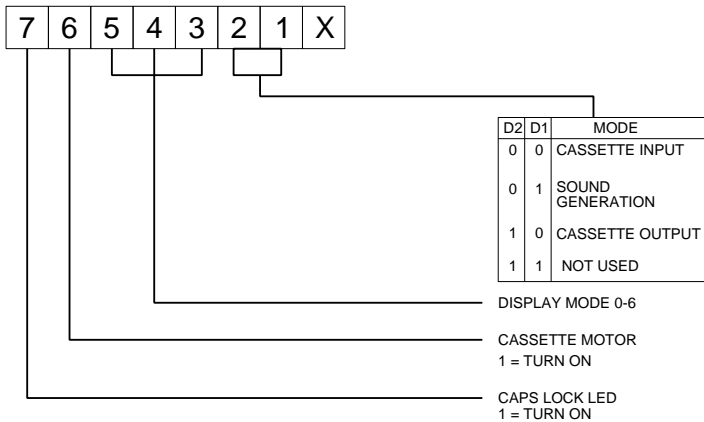 7 6 5 4 3 2 1 X
D2 D1 MODE
0 0 CASSETTE INPUT
0 1 SOUND
GENERATION
1 0 CASSETTE OUTPUT
1 1 NOT USED
DISPLAY MODE 0-6
CASSETTE MOTOR
1 = TURN ON
CAPS LOCK LED
1 = TURN ON